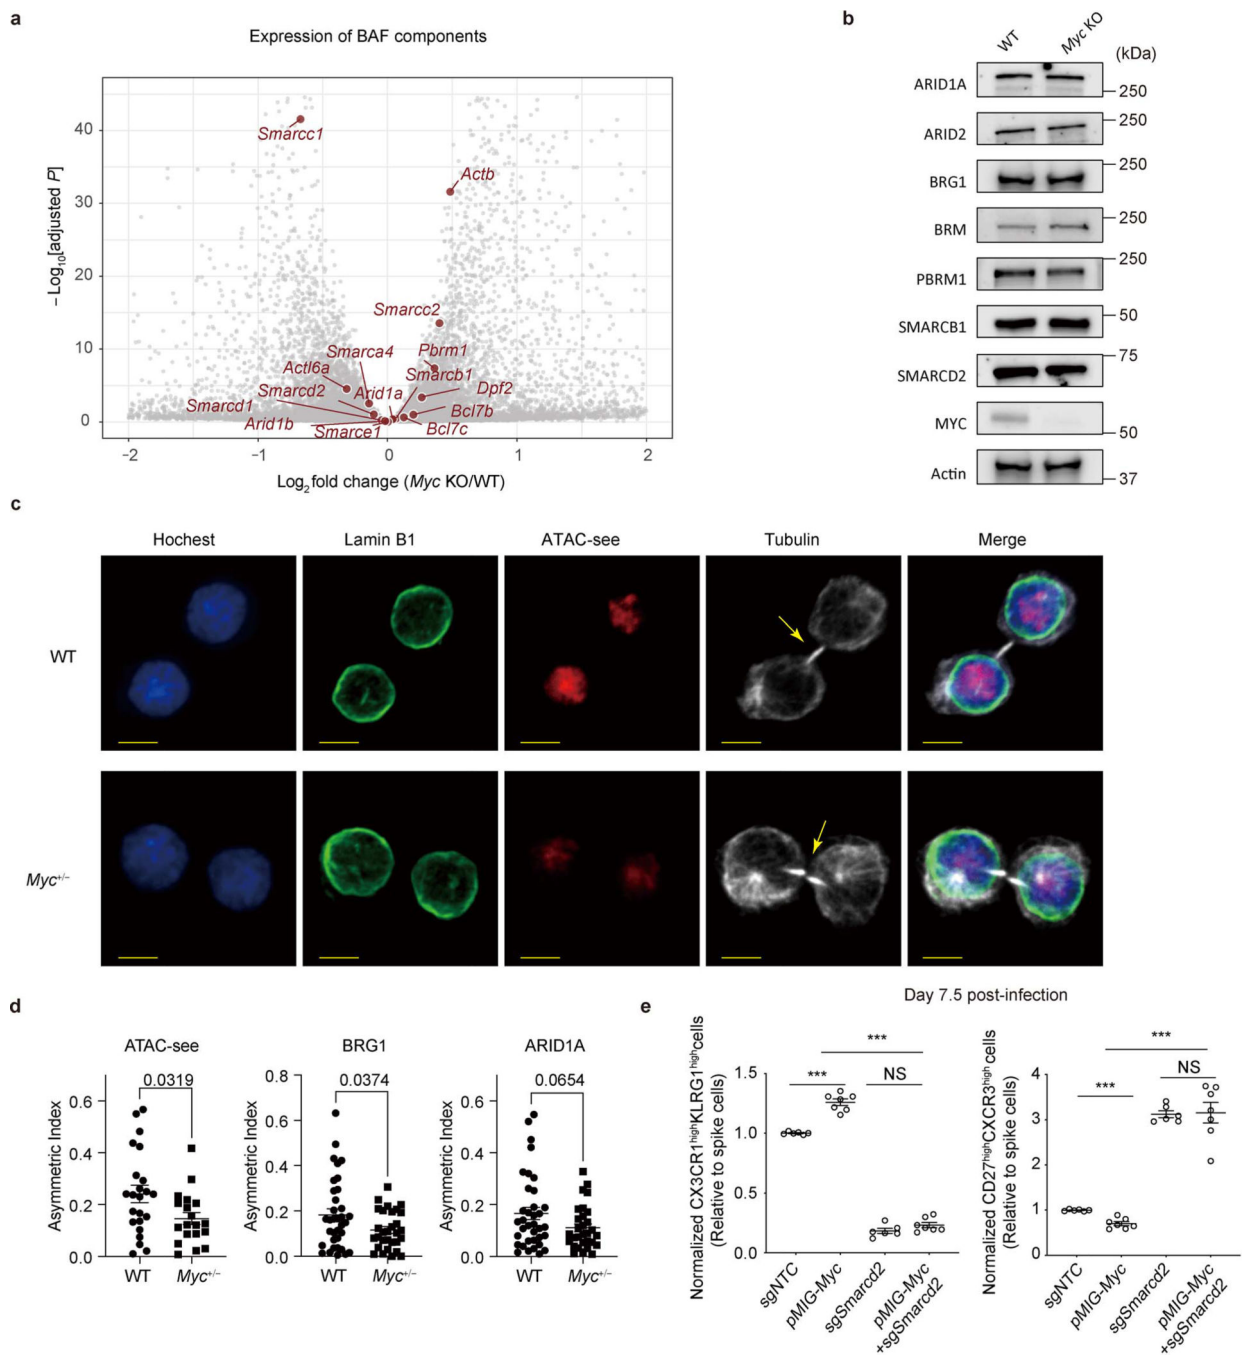 a
Expression of BAF components
−Log10[adjusted P]
40
30
20
10
0
−2
−1
0
1
2
Log2fold change (Myc KO/WT)
Smarcc1
Actb
Smarcc2
Smarca4
Pbrm1
Actl6a
Smarcb1
Smarcd2
Arid1a
Dpf2
Smarcd1
Bcl7b
Arid1b
Smarce1
Bcl7c
b
WT
Myc KO
(kDa)
ARID1A
250
ARID2
250
BRG1
250
BRM
250
PBRM1
250
SMARCB1
50
SMARCD2
75
MYC
50
Actin
37
c
Hochest
Lamin B1
ATAC-see
Tubulin
Merge
WT
Myc+/−
d
ATAC-see
0.0319
Asymmetric Index
0.6
0.4
0.2
0.0
WT
Myc+/−
BRG1
0.0374
Asymmetric Index
0.8
0.6
0.4
0.2
0.0
WT
Myc+/−
ARID1A
0.0654
Asymmetric Index
0.6
0.4
0.2
0.0
WT
Myc+/−
e
Day 7.5 post-infection
Normalized CX3CR1highKLRG1highcells
(Relative to spike cells)
1.5
1.0
0.5
0.0
***
***
NS
sgNTC
pMIG-Myc
sgSmarcd2
pMIG-Myc
+sgSmarcd2
Normalized CD27highCXCR3high cells
(Relative to spike cells)
4
3
2
1
0
***
***
NS
sgNTC
pMIG-Myc
sgSmarcd2
pMIG-Myc
+sgSmarcd2